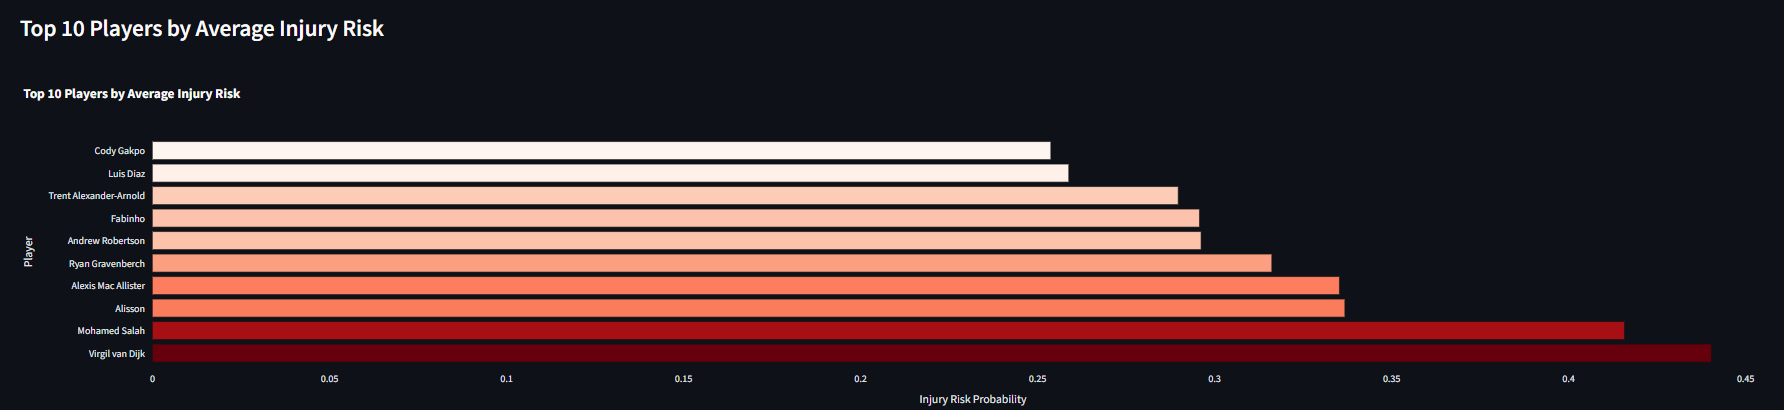 Top 10 Players by Average Injury Risk
Top 10 Players by Average Injury Risk
Cody Gakpo
Luis Diaz
Trent Alexander-Arnold
Fabinho
Andrew Robertson
Ryan Gravenberch
Alexis Mac Allister
Alisson
Mohamed Salah
Virgil van Dijk
Player
0 0.05 0.1 0.15 0.2 0.25 0.3 0.35 0.4 0.45
Injury Risk Probability